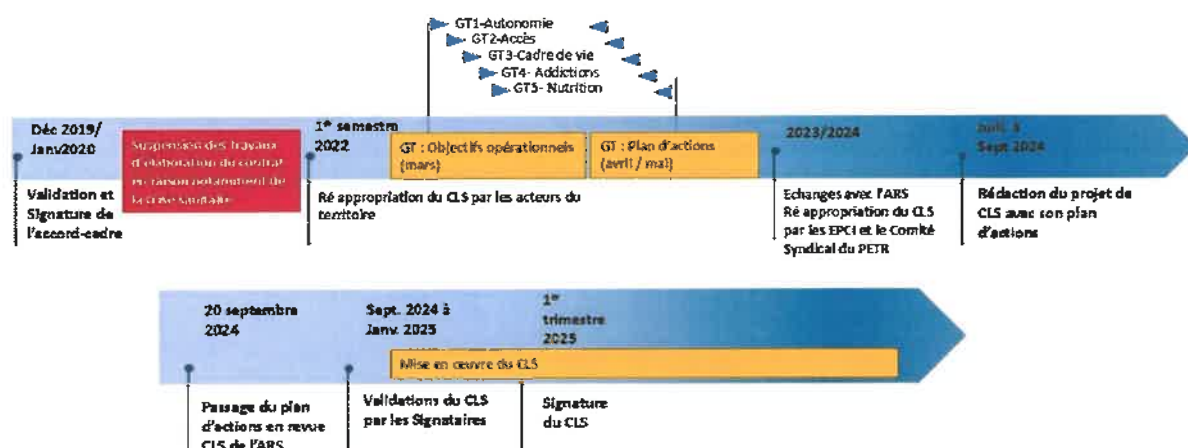 GT1-Autonomie
GT2-Accès
GT3-Cadre de vie
GT4- Addictions
GT5- Nutrition
Déc 2019/
Janv2020
Suspension des travaux
d'élaboration du contrat
en raison notamment de
la crise sanitaire
1er semestre
2022
GT : Objectifs opérationnels
(mars)
GT : Plan d'actions
(avril / mai)
2023/2024
Sept 2024
Validation et
Signature de
l'accord-cadre
Ré appropriation du CLS par les acteurs du
territoire
Echanges avec l'ARS
Ré appropriation du CLS
par les EPCI et le Comité
Syndical du PETR
Rédaction du projet de
CLS avec son plan
d'actions
20 septembre
2024
Sept. 2024 à
Janv. 2025
1er
trimestre
2025
Mise en œuvre du CLS
Passage du plan
d'actions en revue
CLS de l'ARS
Validations du CLS
par les Signataires
Signature
du CLS